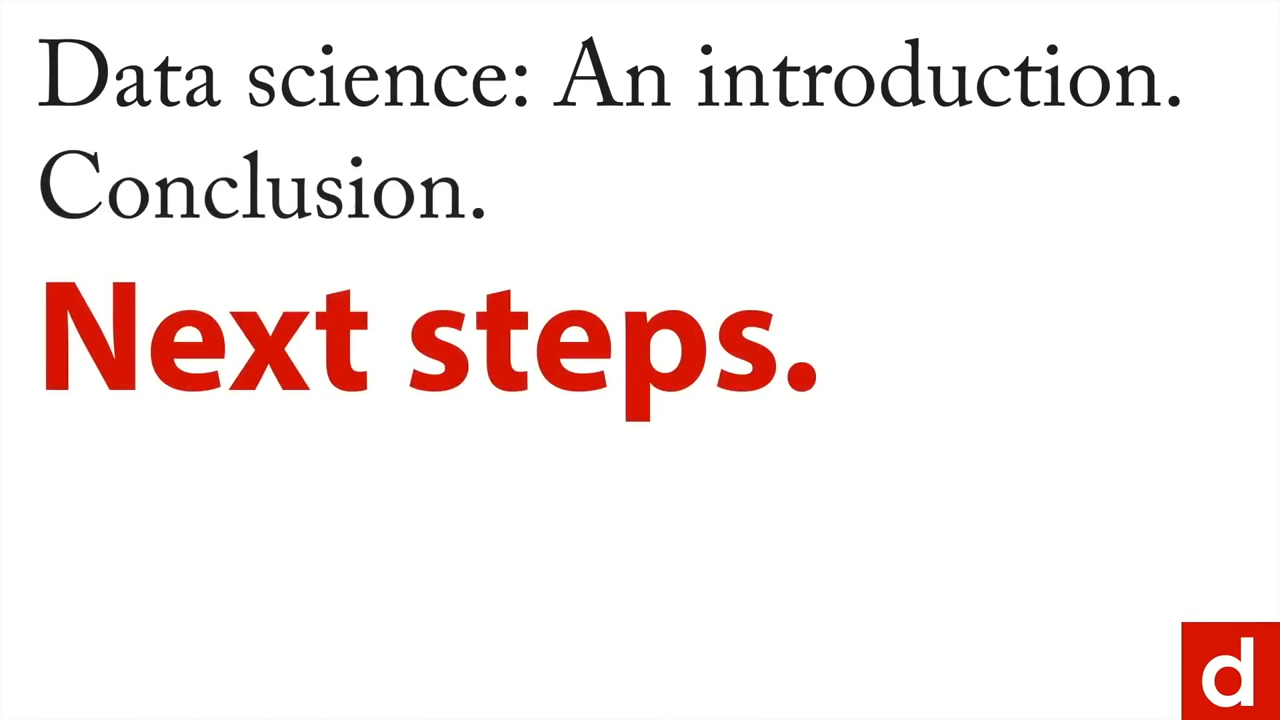 Data science: An introduction.
Conclusion.
Next steps.
d